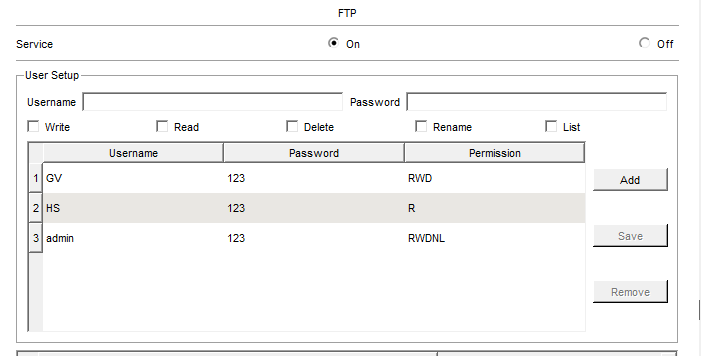 FTP
Service On Off
User Setup
Username Password
Write Read Delete Rename List
Username Password Permission
1 GV 123 RWD
Add
2 HS 123 R
Save
3 admin 123 RWDNL
Remove